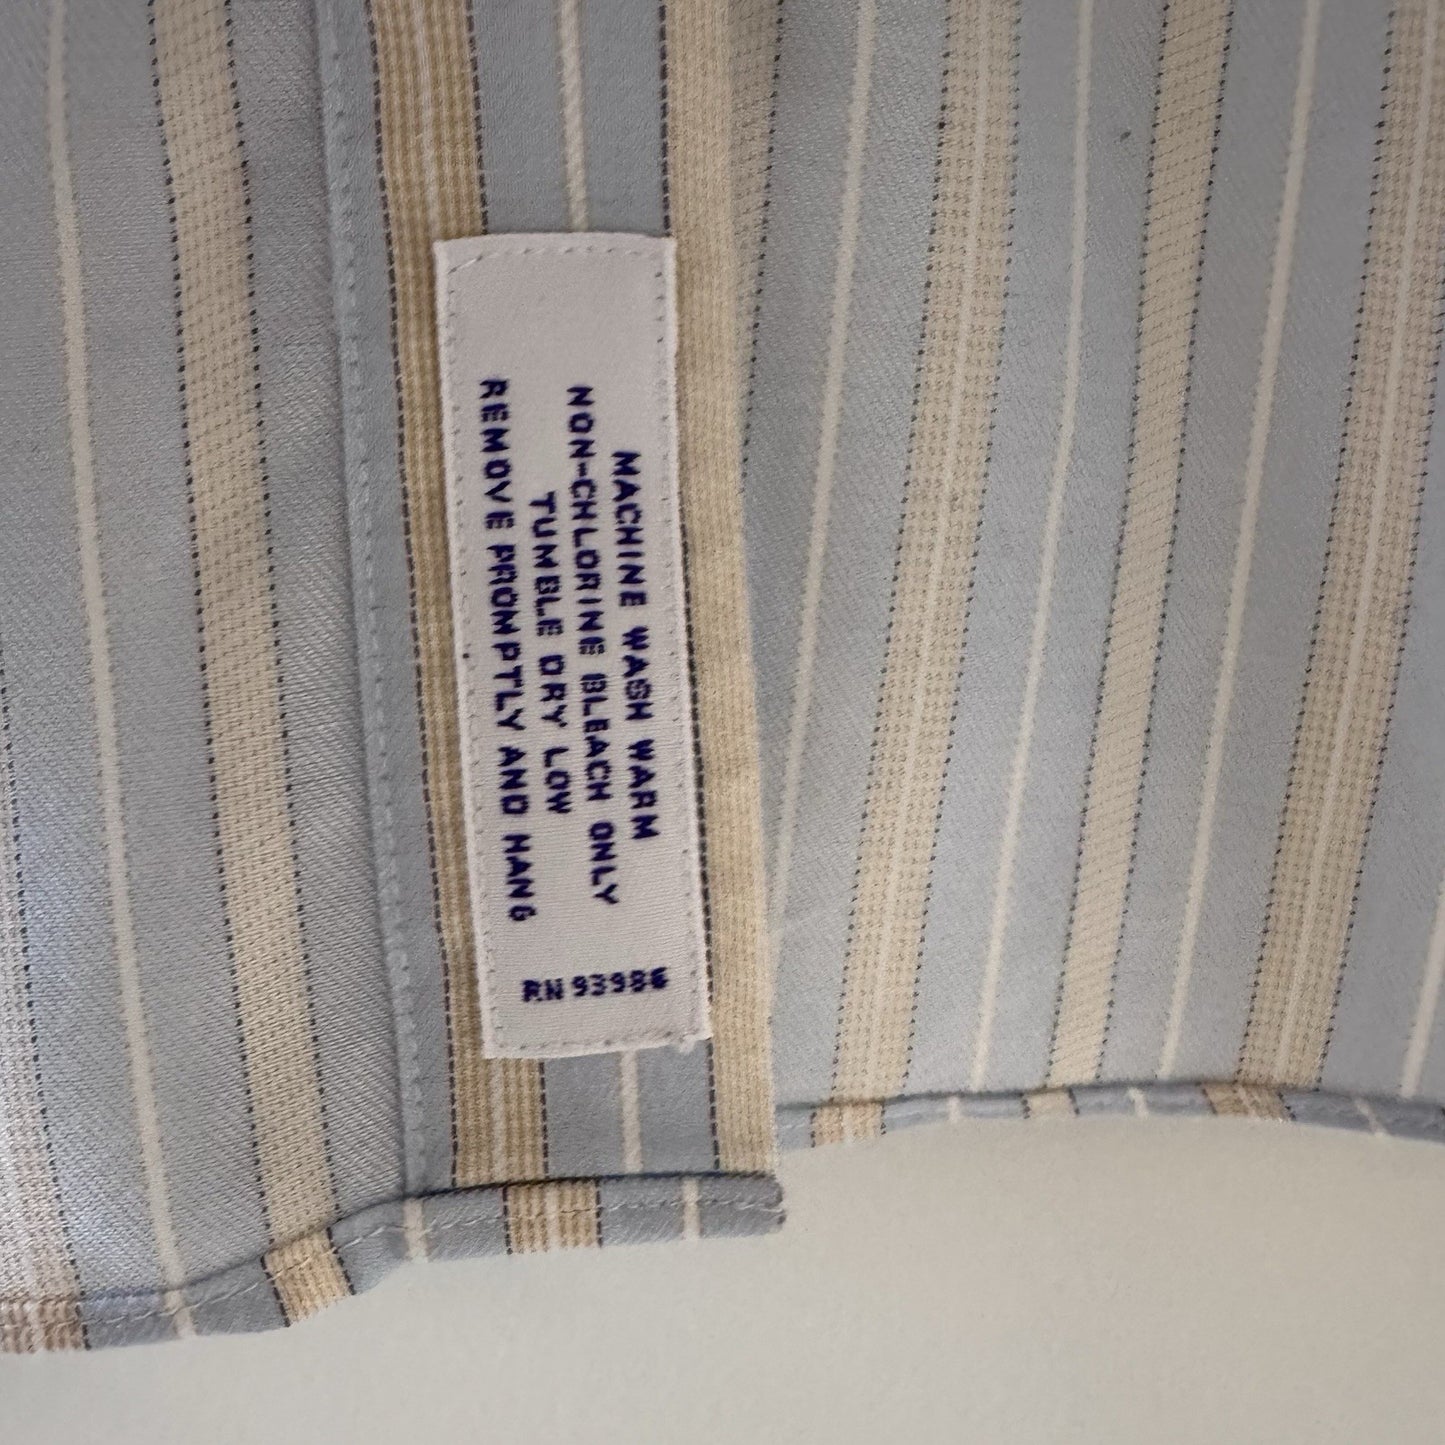 MACHINE WASH WARM
NON-CHLORINE BLEACH ONLY
TUMBLE DRY LOW
REMOVE PROMPTLY AND HANG
RN 93986